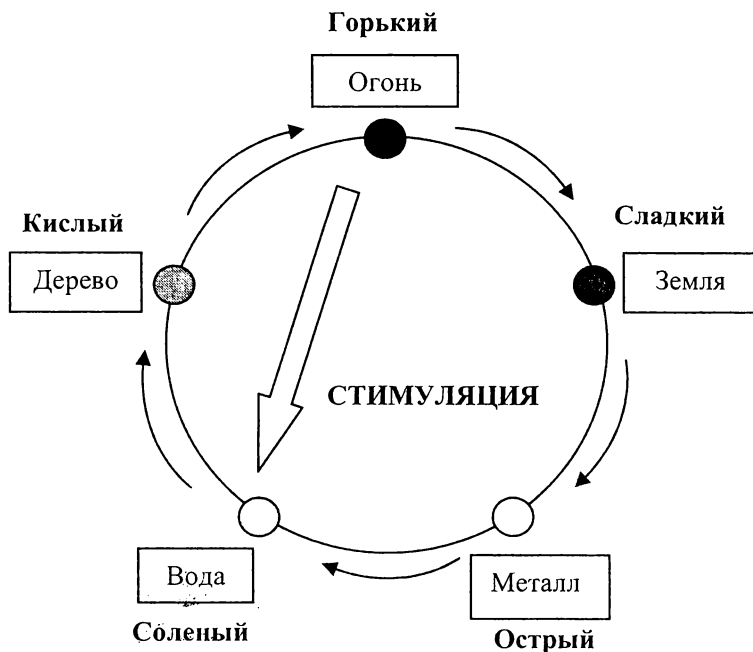 Горький
Огонь
Кислый
Сладкий
Дерево
Земля
СТИМУЛЯЦИЯ
Вода
Металл
Соленый
Острый